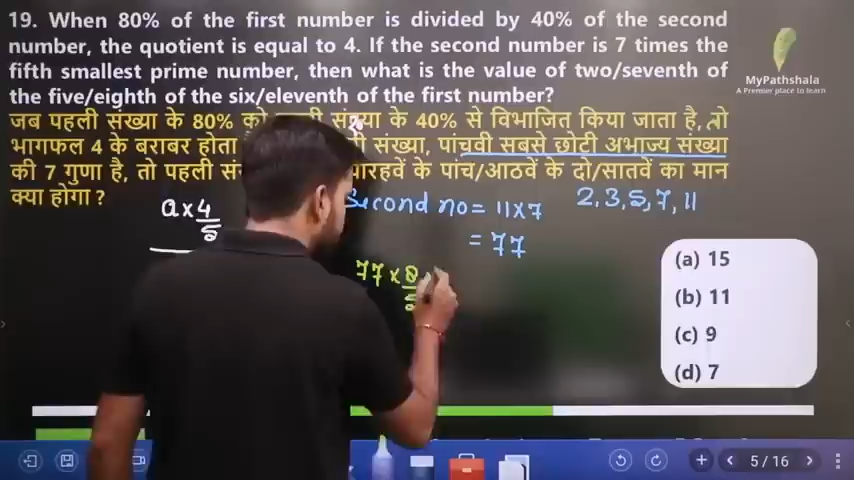 19. When 80% of the first number is divided by 40% of the second
number, the quotient is equal to 4. If the second number is 7 times the
fifth smallest prime number, then what is the value of two/seventh of
the five/eighth of the six/eleventh of the first number?
MyPathshala
A Premier place to learn
जब पहली संख्या के 80% को संख्या के 40% से विभाजित किया जाता है, तो
भागफल 4 के बराबर होता संख्या, पांचवी सबसे छोटी अभाज्य संख्या
की 7 गुणा है, तो पहली ारहवें के पांच/आठवें के दो/सातवें का मान
क्या होगा ?
a×4/5
Second no = 11×7
2,3,5,7,11
= 77
77×8
(a) 15
(b) 11
(c) 9
(d) 7
5 / 16